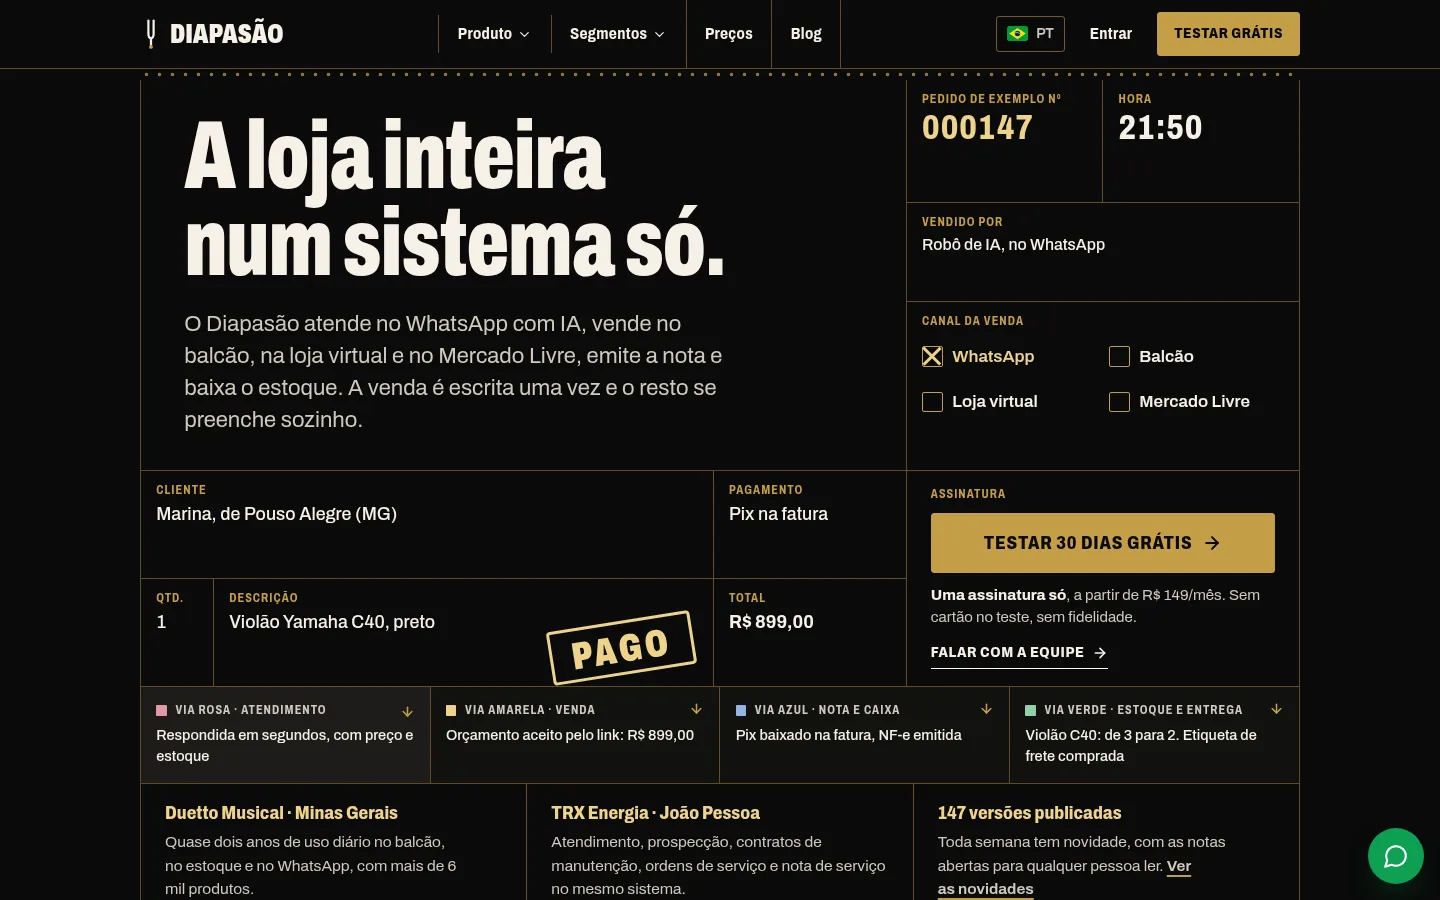 DIAPASÃO
Produto
Segmentos
Preços
Blog
PT
Entrar
TESTAR GRÁTIS
A loja inteira
num sistema só.
O Diapasão atende no WhatsApp com IA, vende no
balcão, na loja virtual e no Mercado Livre, emite a nota e
baixa o estoque. A venda é escrita uma vez e o resto se
preenche sozinho.
PEDIDO DE EXEMPLO Nº
000147
HORA
21:50
VENDIDO POR
Robô de IA, no WhatsApp
CANAL DA VENDA
WhatsApp
Balcão
Loja virtual
Mercado Livre
CLIENTE
Marina, de Pouso Alegre (MG)
PAGAMENTO
Pix na fatura
QTD.
1
DESCRIÇÃO
Violão Yamaha C40, preto
PAGO
TOTAL
R$ 899,00
ASSINATURA
TESTAR 30 DIAS GRÁTIS
Uma assinatura só, a partir de R$ 149/mês. Sem
cartão no teste, sem fidelidade.
FALAR COM A EQUIPE
VIA ROSA · ATENDIMENTO
Respondida em segundos, com preço e
estoque
VIA AMARELA · VENDA
Orçamento aceito pelo link: R$ 899,00
VIA AZUL · NOTA E CAIXA
Pix baixado na fatura, NF-e emitida
VIA VERDE · ESTOQUE E ENTREGA
Violão C40: de 3 para 2. Etiqueta de
frete comprada
Duetto Musical · Minas Gerais
Quase dois anos de uso diário no balcão,
no estoque e no WhatsApp, com mais de 6
mil produtos.
TRX Energia · João Pessoa
Atendimento, prospecção, contratos de
manutenção, ordens de serviço e nota de serviço
no mesmo sistema.
147 versões publicadas
Toda semana tem novidade, com as notas
abertas para qualquer pessoa ler. Ver
as novidades